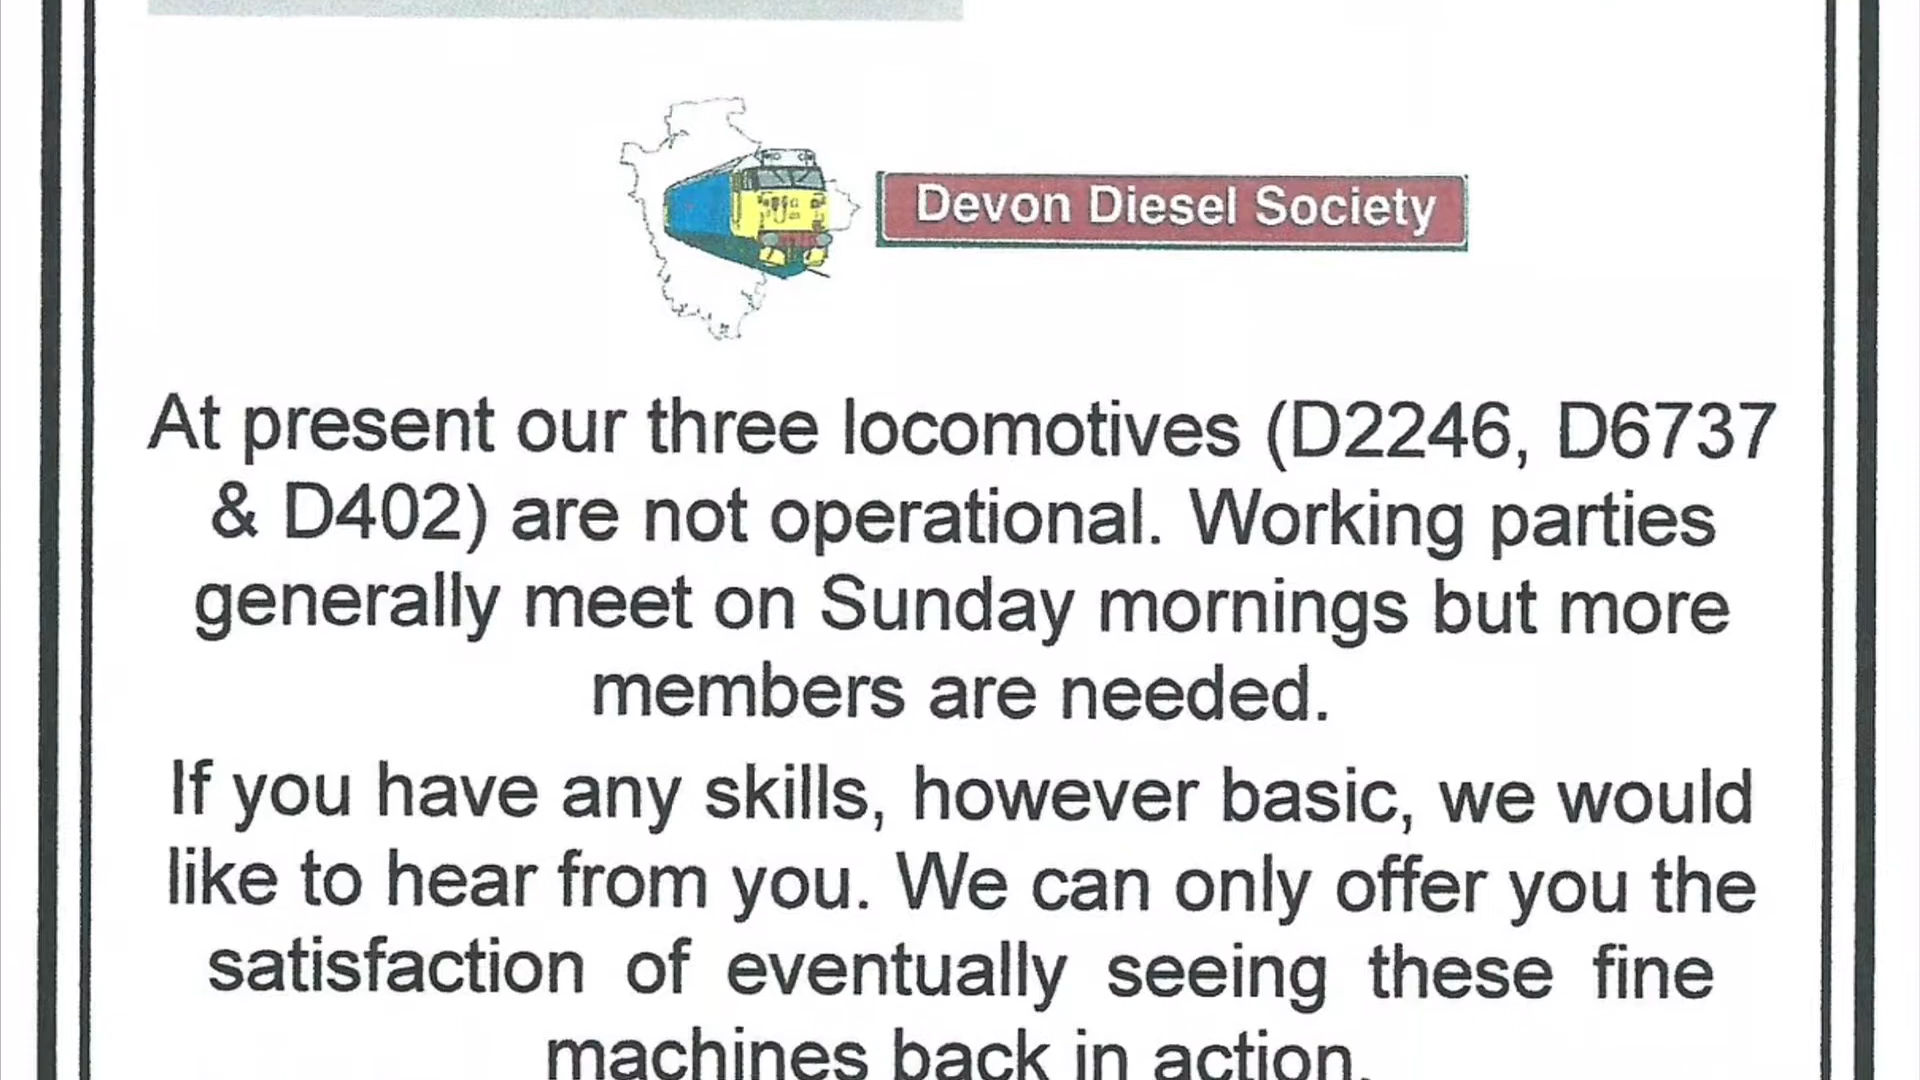 Devon Diesel Society
At present our three locomotives (D2246, D6737
& D402) are not operational. Working parties
generally meet on Sunday mornings but more
members are needed.
If you have any skills, however basic, we would
like to hear from you. We can only offer you the
satisfaction of eventually seeing these fine
machines back in action.